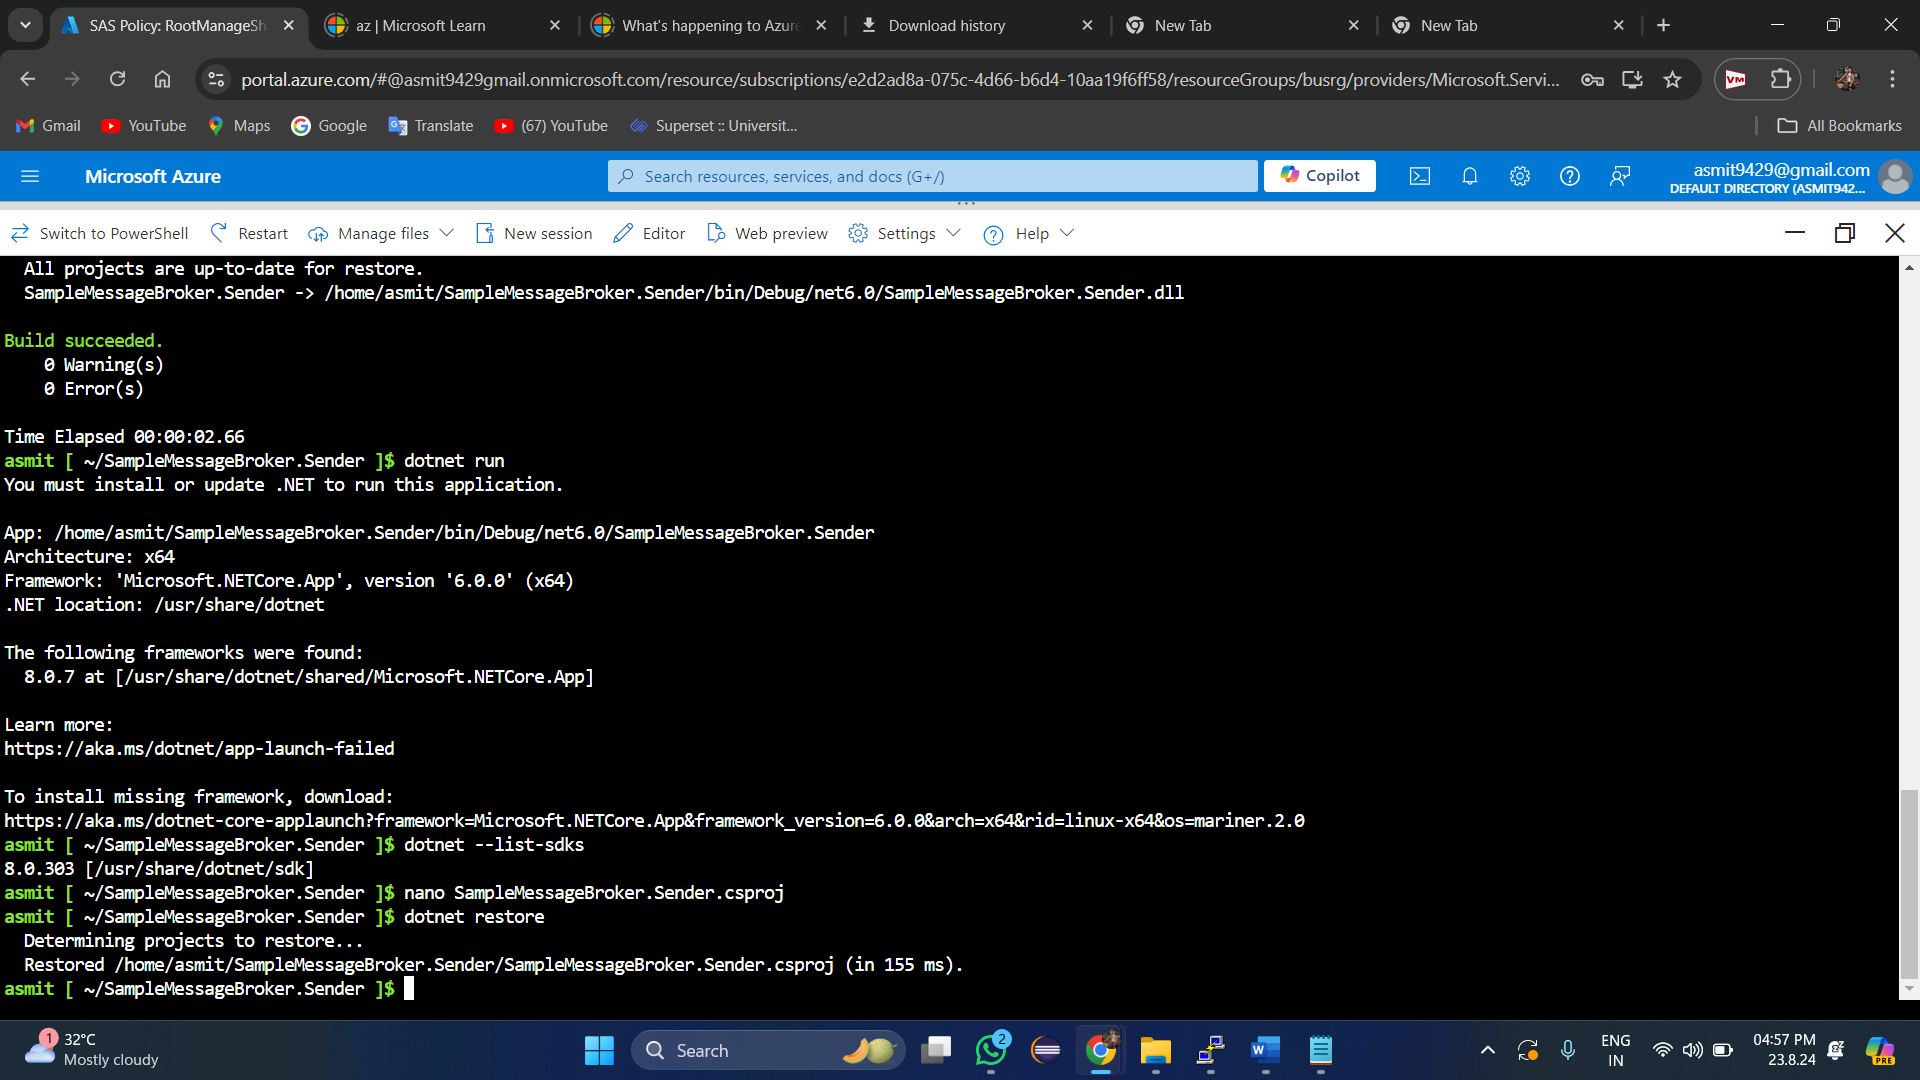 SAS Policy: RootManageSh
az | Microsoft Learn
What's happening to Azure
Download history
New Tab
New Tab
portal.azure.com/#@asmit9429gmail.onmicrosoft.com/resource/subscriptions/e2d2ad8a-075c-4d66-b6d4-10aa19f6ff58/resourceGroups/busrg/providers/Microsoft.Servi...
VM
Gmail
YouTube
Maps
Google
Translate
(67) YouTube
Superset :: Universit...
All Bookmarks
Microsoft Azure
Search resources, services, and docs (G+/)
Copilot
asmit9429@gmail.com
DEFAULT DIRECTORY (ASMIT942...
Switch to PowerShell
Restart
Manage files
New session
Editor
Web preview
Settings
Help
All projects are up-to-date for restore.
SampleMessageBroker.Sender -> /home/asmit/SampleMessageBroker.Sender/bin/Debug/net6.0/SampleMessageBroker.Sender.dll
Build succeeded.
0 Warning(s)
0 Error(s)
Time Elapsed 00:00:02.66
asmit [ ~/SampleMessageBroker.Sender ]$ dotnet run
You must install or update .NET to run this application.
App: /home/asmit/SampleMessageBroker.Sender/bin/Debug/net6.0/SampleMessageBroker.Sender
Architecture: x64
Framework: 'Microsoft.NETCore.App', version '6.0.0' (x64)
.NET location: /usr/share/dotnet
The following frameworks were found:
8.0.7 at [/usr/share/dotnet/shared/Microsoft.NETCore.App]
Learn more:
https://aka.ms/dotnet/app-launch-failed
To install missing framework, download:
https://aka.ms/dotnet-core-applaunch?framework=Microsoft.NETCore.App&framework_version=6.0.0&arch=x64&rid=linux-x64&os=mariner.2.0
asmit [ ~/SampleMessageBroker.Sender ]$ dotnet --list-sdks
8.0.303 [/usr/share/dotnet/sdk]
asmit [ ~/SampleMessageBroker.Sender ]$ nano SampleMessageBroker.Sender.csproj
asmit [ ~/SampleMessageBroker.Sender ]$ dotnet restore
Determining projects to restore...
Restored /home/asmit/SampleMessageBroker.Sender/SampleMessageBroker.Sender.csproj (in 155 ms).
asmit [ ~/SampleMessageBroker.Sender ]$
1
32°C
Mostly cloudy
Search
2
W
ENG
IN
04:57 PM
23.8.24
PRE